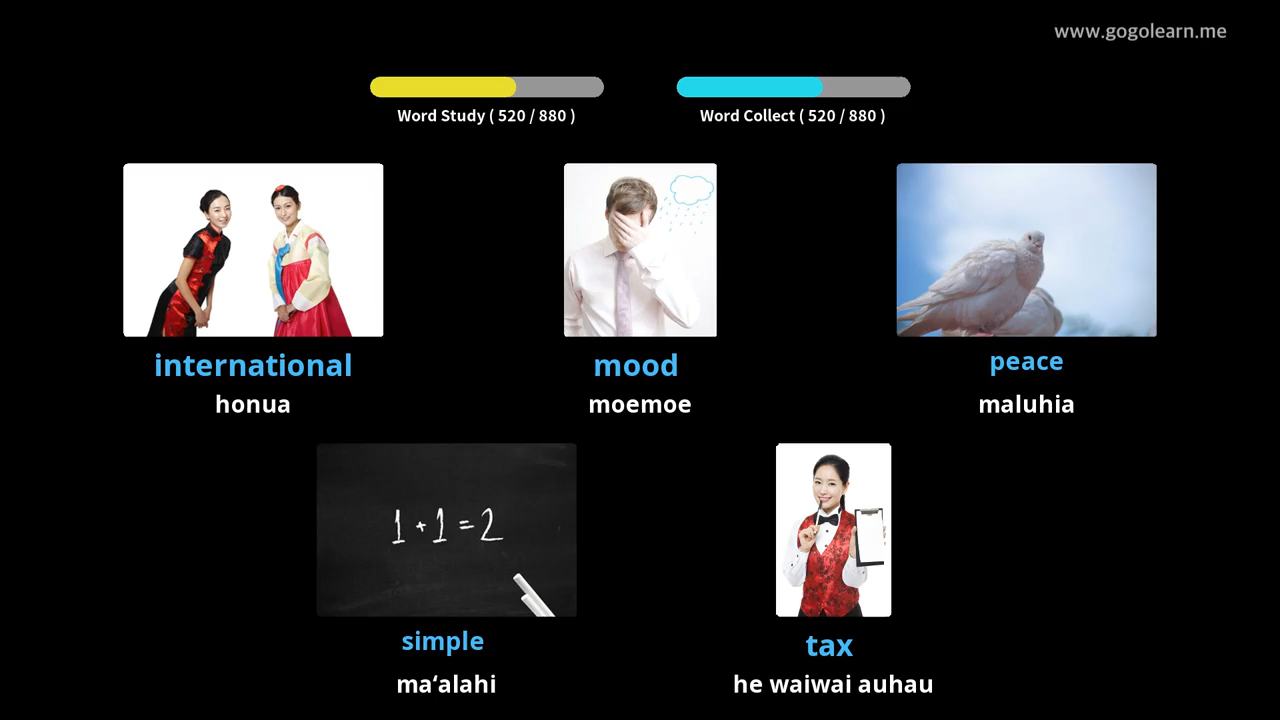 www.gogolearn.me
Word Study ( 520 / 880 )
Word Collect ( 520 / 880 )
international
honua
mood
moemoe
peace
maluhia
1 + 1 = 2
simple
maʻalahi
tax
he waiwai auhau